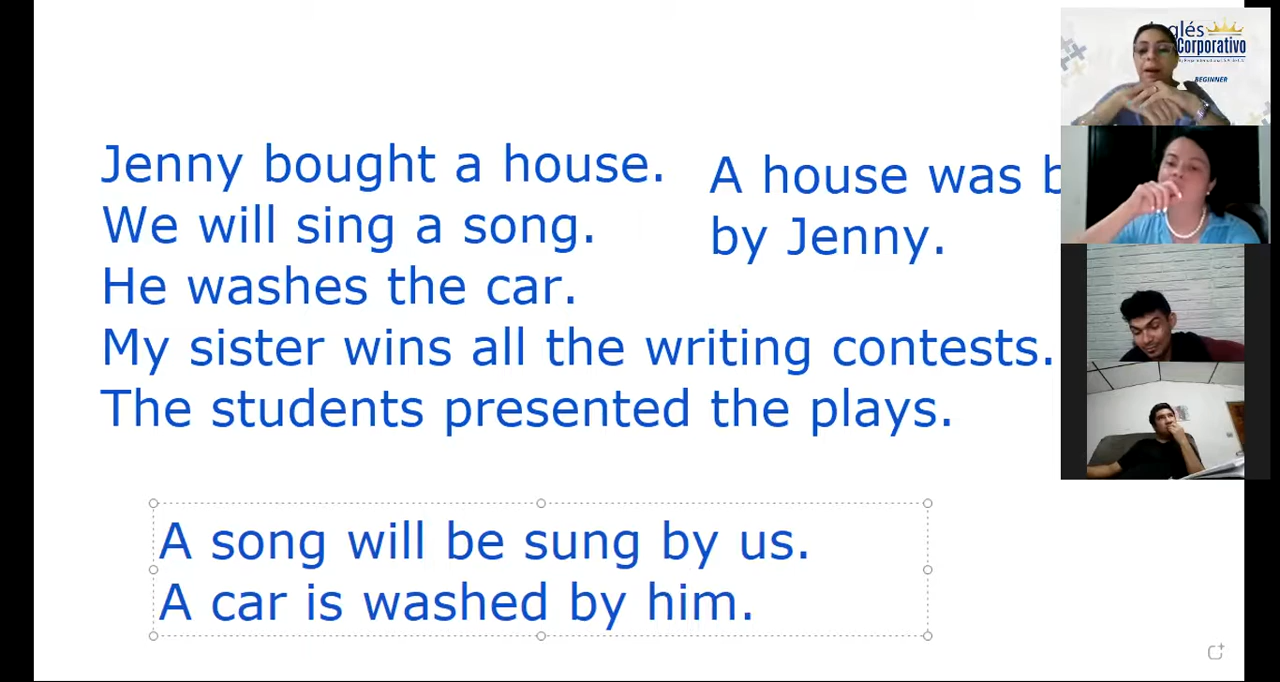 Jenny bought a house.
We will sing a song.
He washes the car.
My sister wins all the writing contests.
The students presented the plays.
A house was
by Jenny.
A song will be sung by us.
A car is washed by him.
Corporativo
BEGINNER